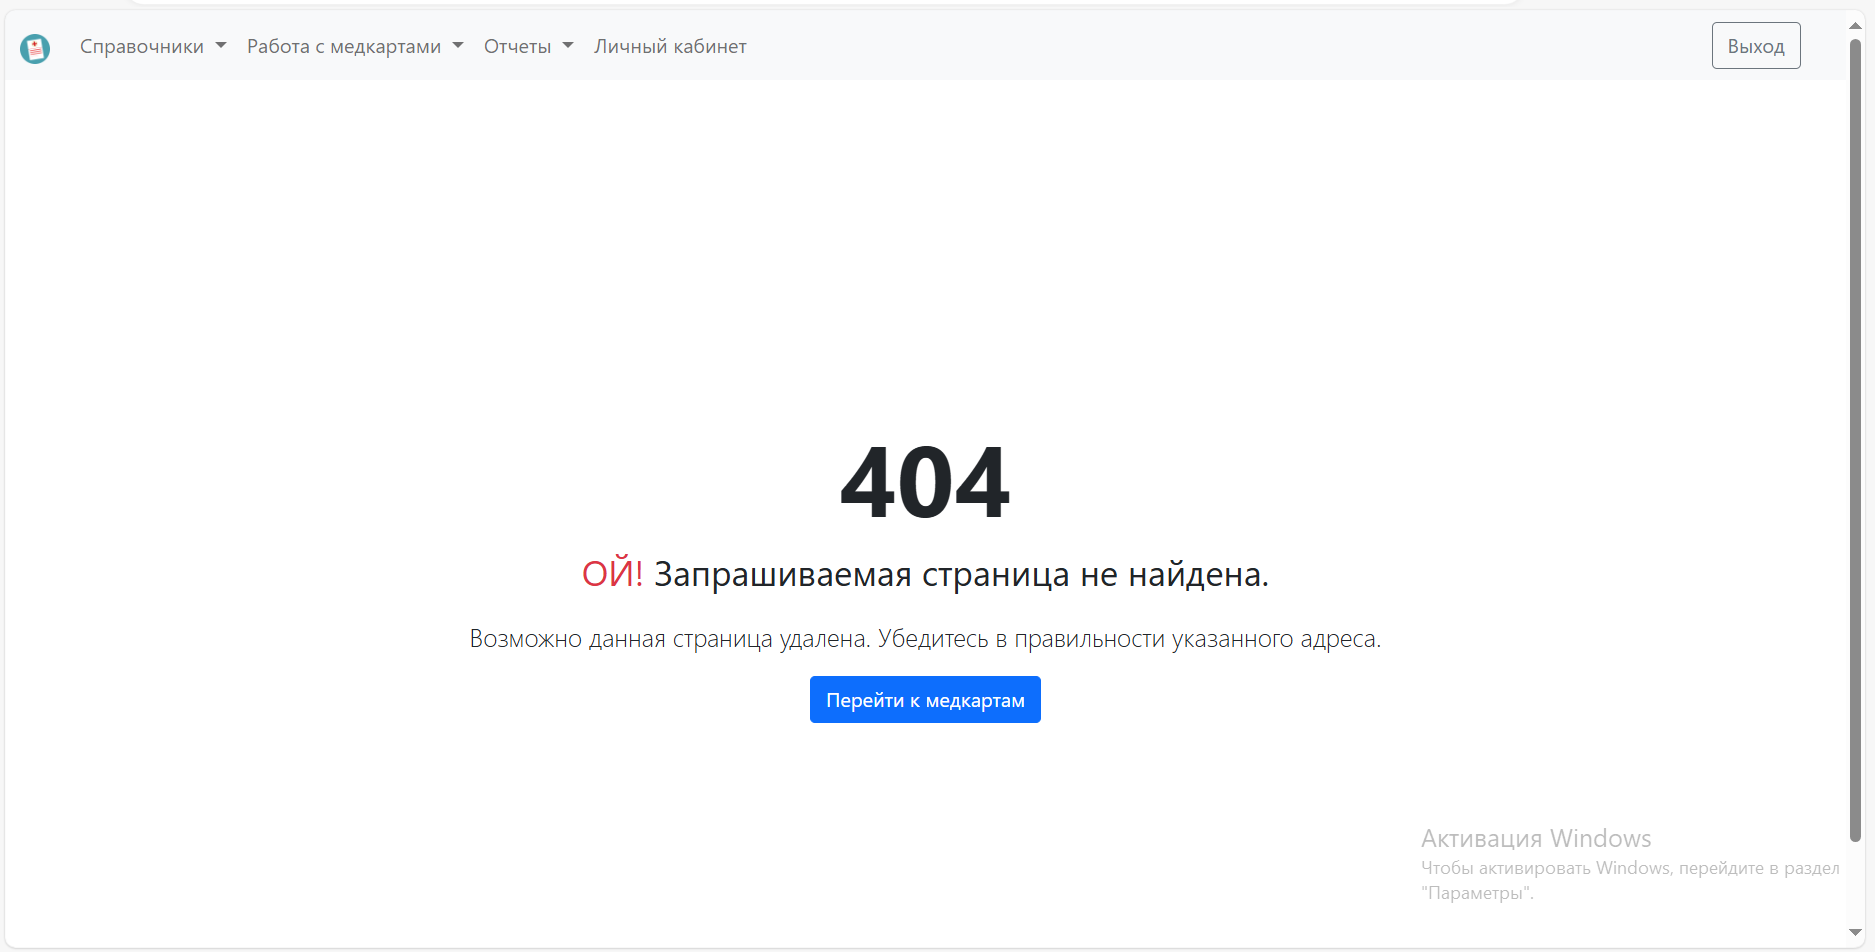 Справочники Работа с медкартами Отчеты Личный кабинет Выход
404
ОЙ! Запрашиваемая страница не найдена.
Возможно данная страница удалена. Убедитесь в правильности указанного адреса.
Перейти к медкартам
Активация Windows
Чтобы активировать Windows, перейдите в раздел
"Параметры".